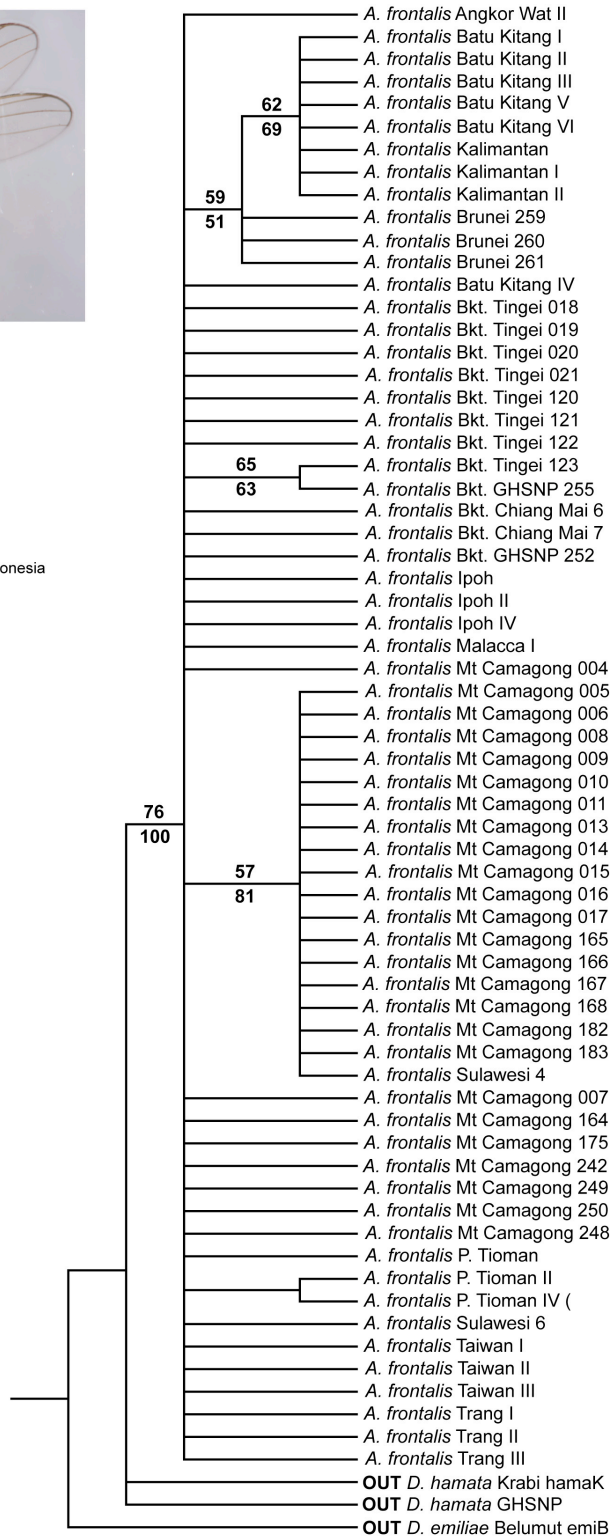 A. frontalis Angkor Wat II
A. frontalis Batu Kitang I
A. frontalis Batu Kitang II
A. frontalis Batu Kitang III
A. frontalis Batu Kitang V
62
A. frontalis Batu Kitang VI
69
A. frontalis Kalimantan
A. frontalis Kalimantan I
A. frontalis Kalimantan II
59
A. frontalis Brunei 259
51
A. frontalis Brunei 260
A. frontalis Brunei 261
A. frontalis Batu Kitang IV
A. frontalis Bkt. Tingei 018
A. frontalis Bkt. Tingei 019
A. frontalis Bkt. Tingei 020
A. frontalis Bkt. Tingei 021
A. frontalis Bkt. Tingei 120
A. frontalis Bkt. Tingei 121
A. frontalis Bkt. Tingei 122
65
A. frontalis Bkt. Tingei 123
63
A. frontalis Bkt. GHSNP 255
A. frontalis Bkt. Chiang Mai 6
A. frontalis Bkt. Chiang Mai 7
A. frontalis Bkt. GHSNP 252
onesia
A. frontalis Ipoh
A. frontalis Ipoh II
A. frontalis Ipoh IV
A. frontalis Malacca I
A. frontalis Mt Camagong 004
A. frontalis Mt Camagong 005
A. frontalis Mt Camagong 006
A. frontalis Mt Camagong 008
A. frontalis Mt Camagong 009
A. frontalis Mt Camagong 010
A. frontalis Mt Camagong 011
76
A. frontalis Mt Camagong 013
100
A. frontalis Mt Camagong 014
57
A. frontalis Mt Camagong 015
81
A. frontalis Mt Camagong 016
A. frontalis Mt Camagong 017
A. frontalis Mt Camagong 165
A. frontalis Mt Camagong 166
A. frontalis Mt Camagong 167
A. frontalis Mt Camagong 168
A. frontalis Mt Camagong 182
A. frontalis Mt Camagong 183
A. frontalis Sulawesi 4
A. frontalis Mt Camagong 007
A. frontalis Mt Camagong 164
A. frontalis Mt Camagong 175
A. frontalis Mt Camagong 242
A. frontalis Mt Camagong 249
A. frontalis Mt Camagong 250
A. frontalis Mt Camagong 248
A. frontalis P. Tioman
A. frontalis P. Tioman II
A. frontalis P. Tioman IV (
A. frontalis Sulawesi 6
A. frontalis Taiwan I
A. frontalis Taiwan II
A. frontalis Taiwan III
A. frontalis Trang I
A. frontalis Trang II
A. frontalis Trang III
OUT D. hamata Krabi hamaK
OUT D. hamata GHSNP
OUT D. emiliae Belumut emiB